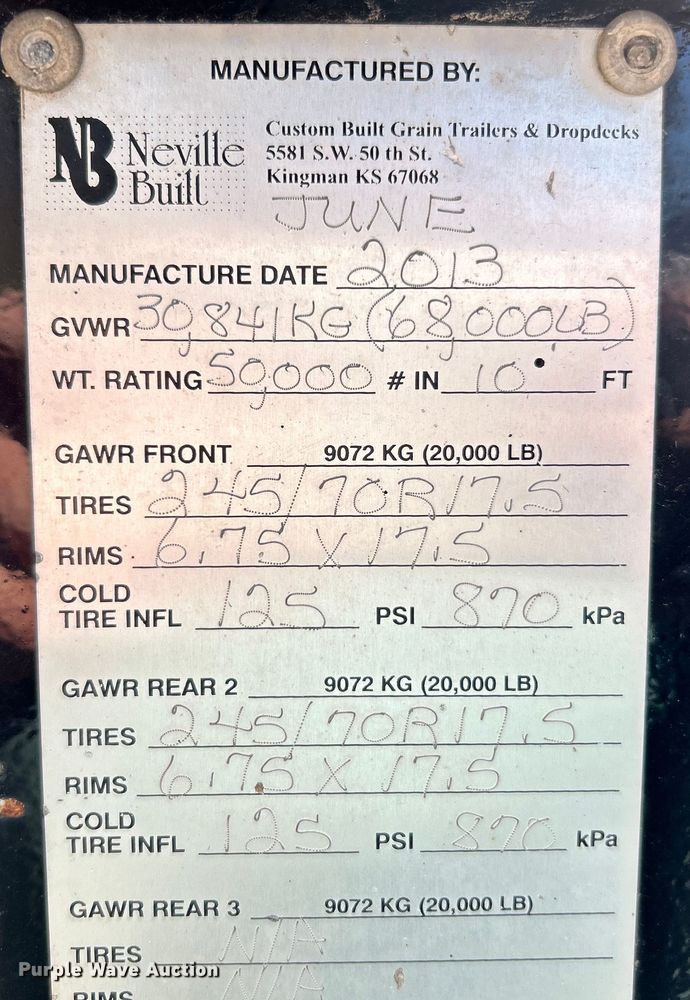 MANUFACTURED BY:
NB Neville Built
Custom Built Grain Trailers & Dropdecks
5581 S.W. 50 th St.
Kingman KS 67068
JUNE
MANUFACTURE DATE 2013
GVWR 30,841KG (68,000LB)
WT. RATING 50,000 # IN 10 FT
GAWR FRONT 9072 KG (20,000 LB)
TIRES 245/70R17.5
RIMS 6.75 X 17.5
COLD
TIRE INFL 125 PSI 870 kPa
GAWR REAR 2 9072 KG (20,000 LB)
TIRES 245/70R17.5
RIMS 6.75 X 17.5
COLD
TIRE INFL 125 PSI 870 kPa
GAWR REAR 3 9072 KG (20,000 LB)
TIRES N/A
Purple Wave Auction
RIMS N/A